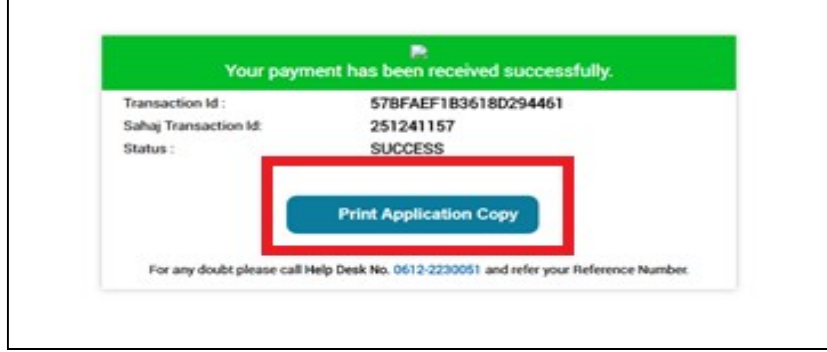 Your payment has been received successfully.
Transaction Id : 57BFAEF1B3618D294461
Sahaj Transaction Id: 251241157
Status : SUCCESS
Print Application Copy
For any doubt please call Help Desk No. 0612-2230051 and refer your Reference Number.